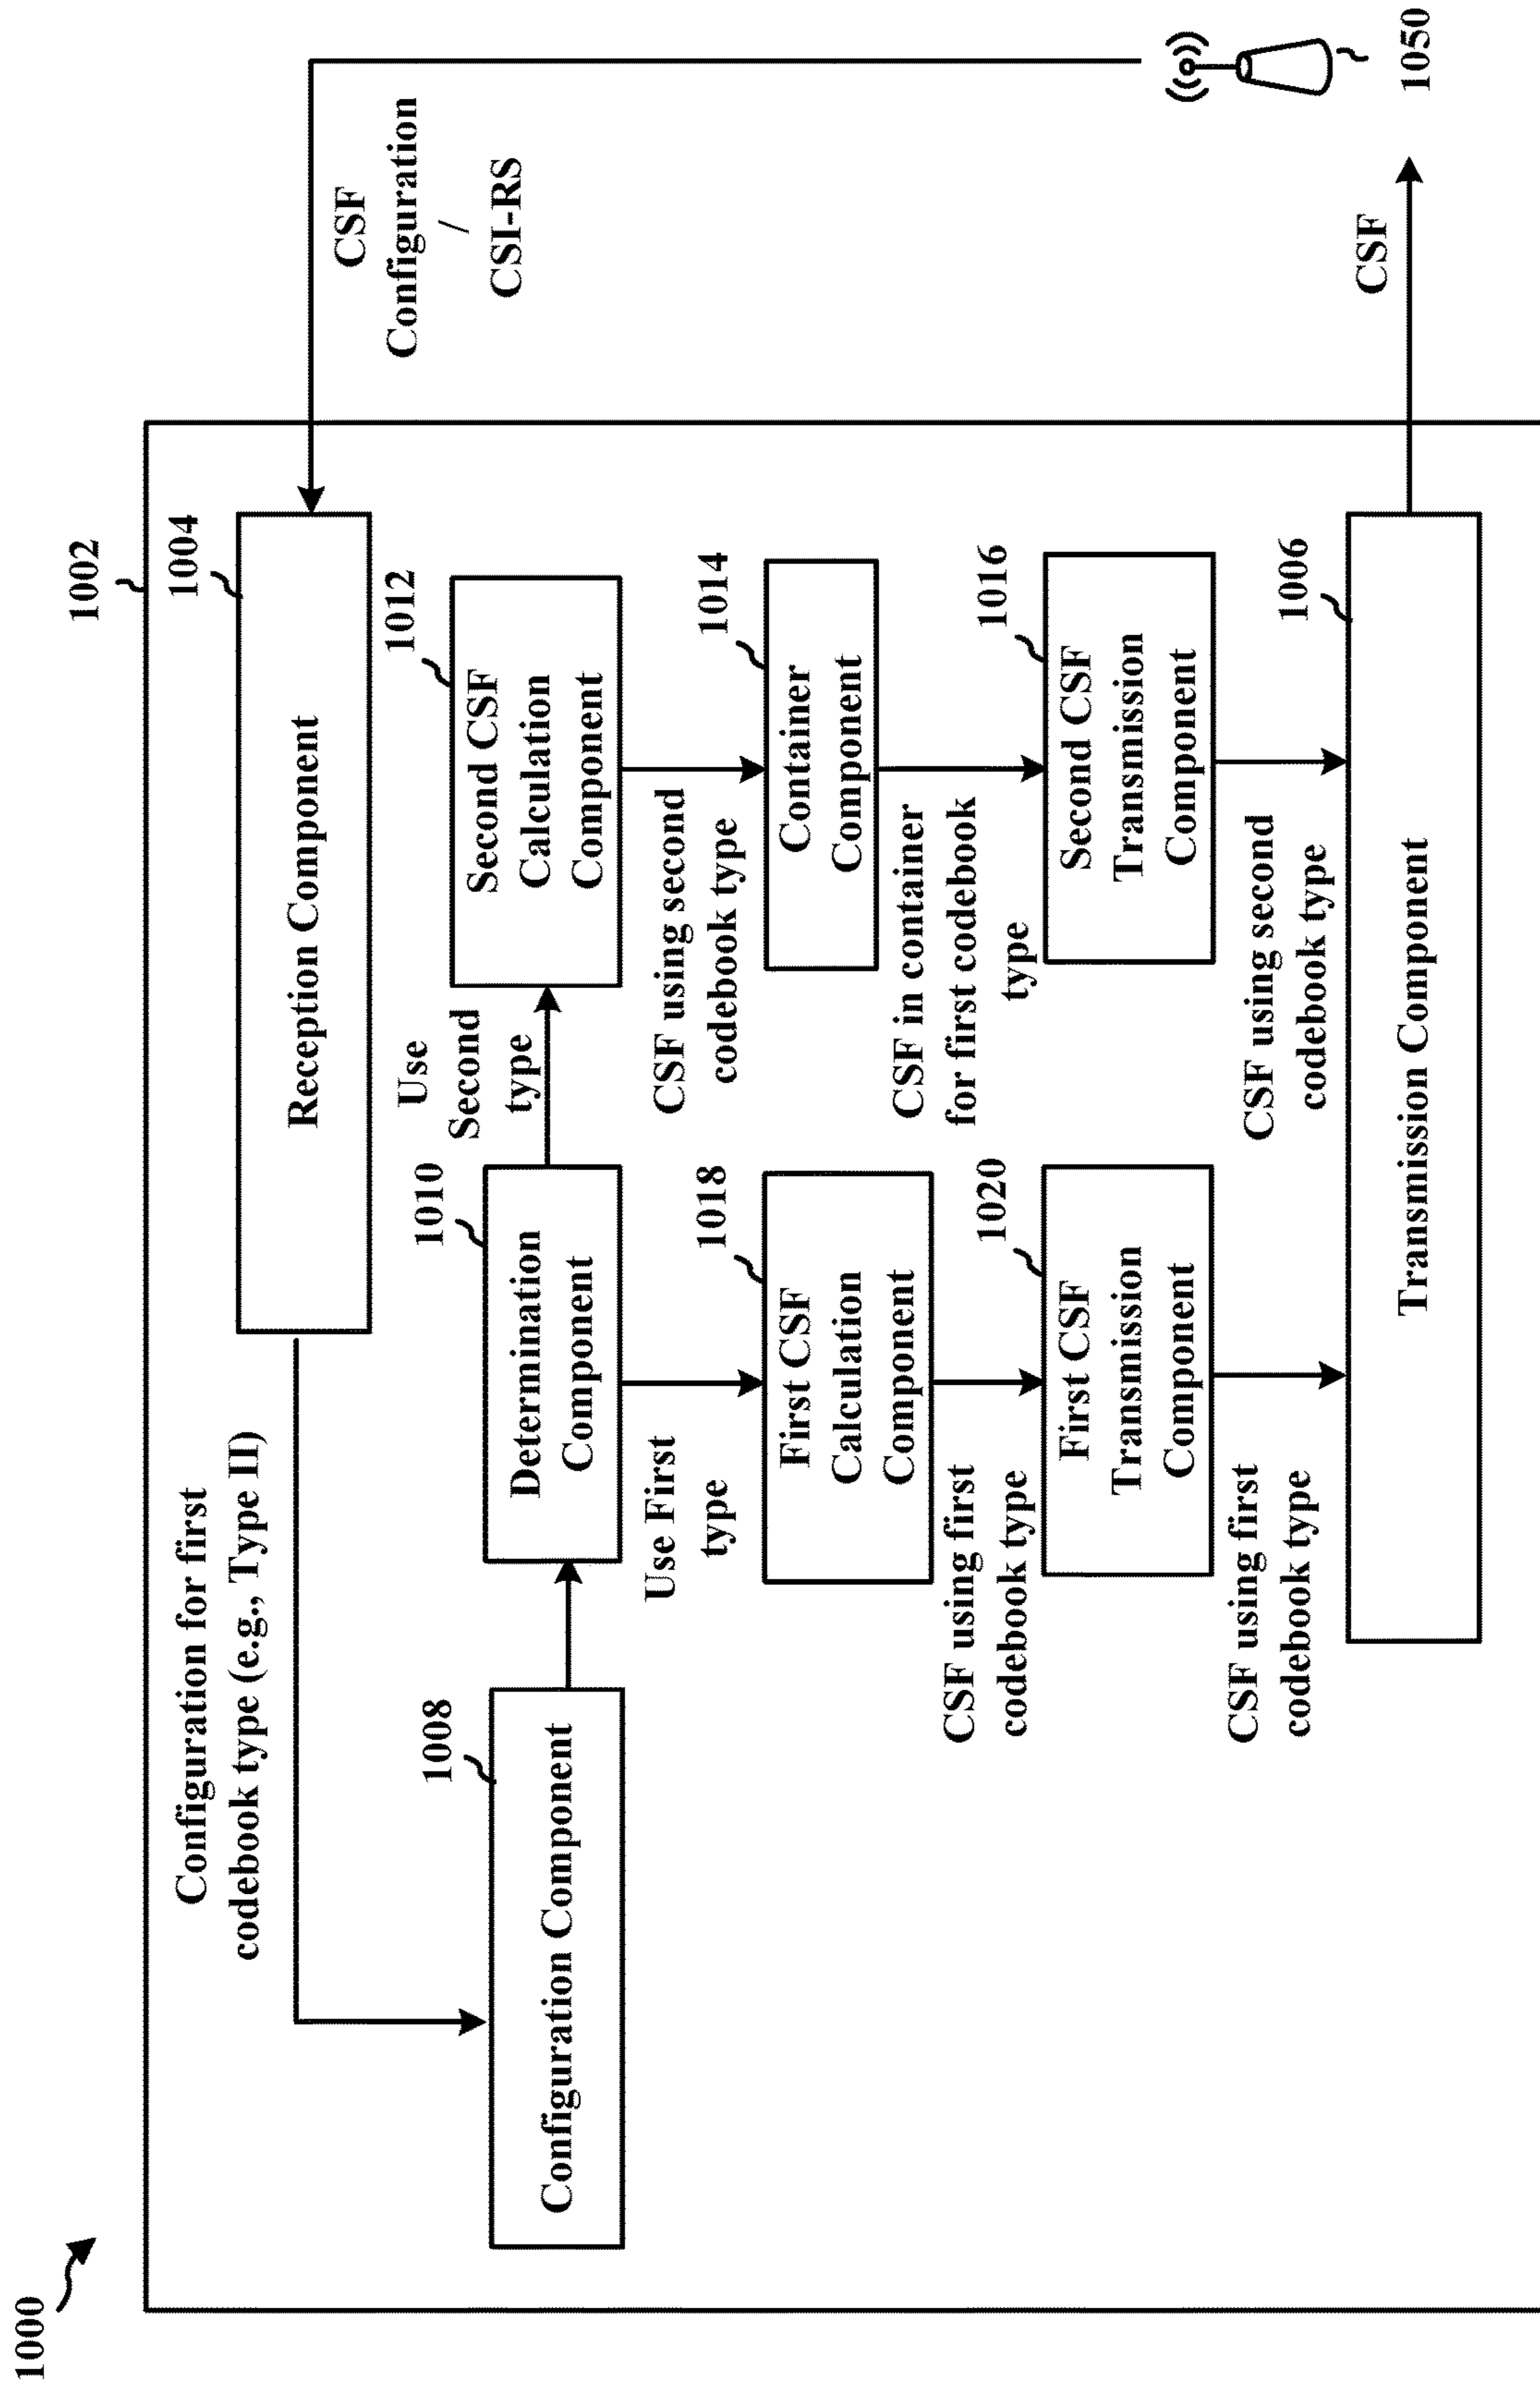 1000
1002
1004
Reception Component
CSF
Configuration
/
CSI-RS
1050
Configuration for first
codebook type (e.g., Type II)
1008
Configuration Component
1010
Determination
Component
Use
Second
type
1012
Second CSF
Calculation
Component
Use First
type
CSF using second
codebook type
1018
First CSF
Calculation
Component
1014
Container
Component
CSF using first
codebook type
CSF in container
for first codebook
type
1020
First CSF
Transmission
Component
1016
Second CSF
Transmission
Component
CSF using first
codebook type
CSF using second
codebook type
1006
Transmission Component
CSF